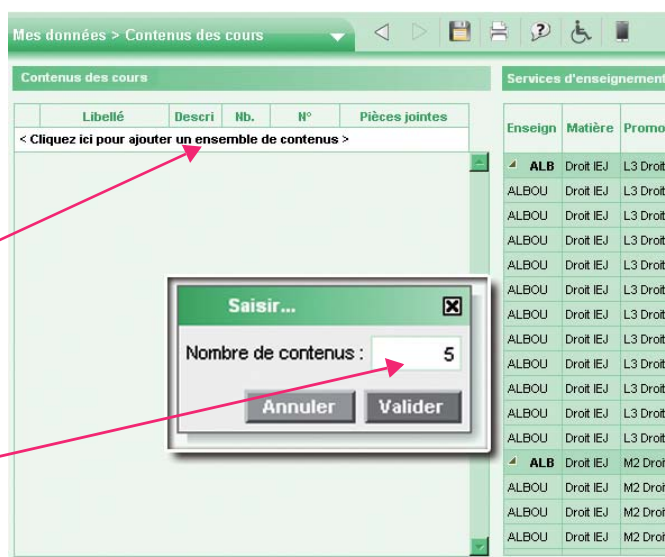 Mes données > Contenus des cours
Contenus des cours
Libellé Descri Nb. N° Pièces jointes
< Cliquez ici pour ajouter un ensemble de contenus >
Saisir...
Nombre de contenus : 5
Annuler Valider
Services d'enseignement
Enseign Matière Promo
ALB Droit IEJ L3 Droit
ALBOU Droit IEJ L3 Droit
ALBOU Droit IEJ L3 Droit
ALBOU Droit IEJ L3 Droit
ALBOU Droit IEJ L3 Droit
ALBOU Droit IEJ L3 Droit
ALBOU Droit IEJ L3 Droit
ALBOU Droit IEJ L3 Droit
ALBOU Droit IEJ L3 Droit
ALBOU Droit IEJ L3 Droit
ALBOU Droit IEJ L3 Droit
ALBOU Droit IEJ L3 Droit
ALB Droit IEJ M2 Droit
ALBOU Droit IEJ M2 Droit
ALBOU Droit IEJ M2 Droit
ALBOU Droit IEJ M2 Droit